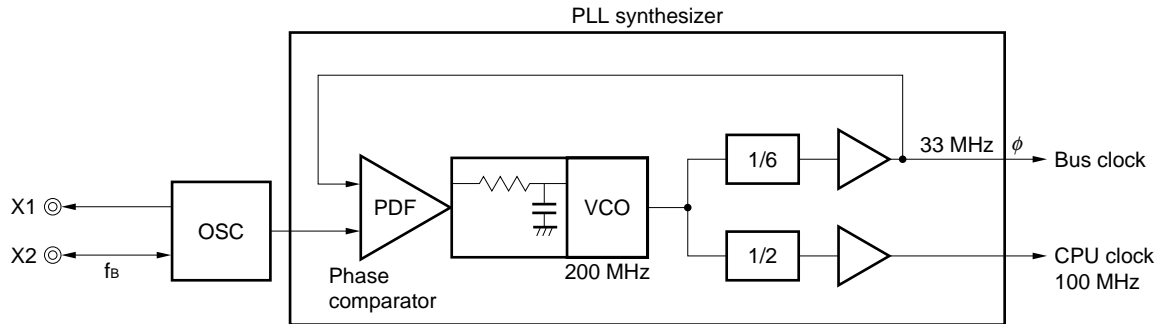 PLL synthesizer
1/6
33 MHz ϕ
Bus clock
X1
OSC
PDF
VCO
X2
fB
200 MHz
1/2
CPU clock
100 MHz
Phase
comparator